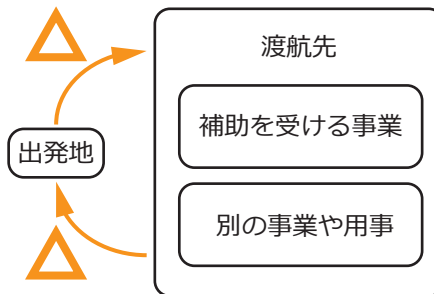 渡航先
補助を受ける事業
出発地
別の事業や用事